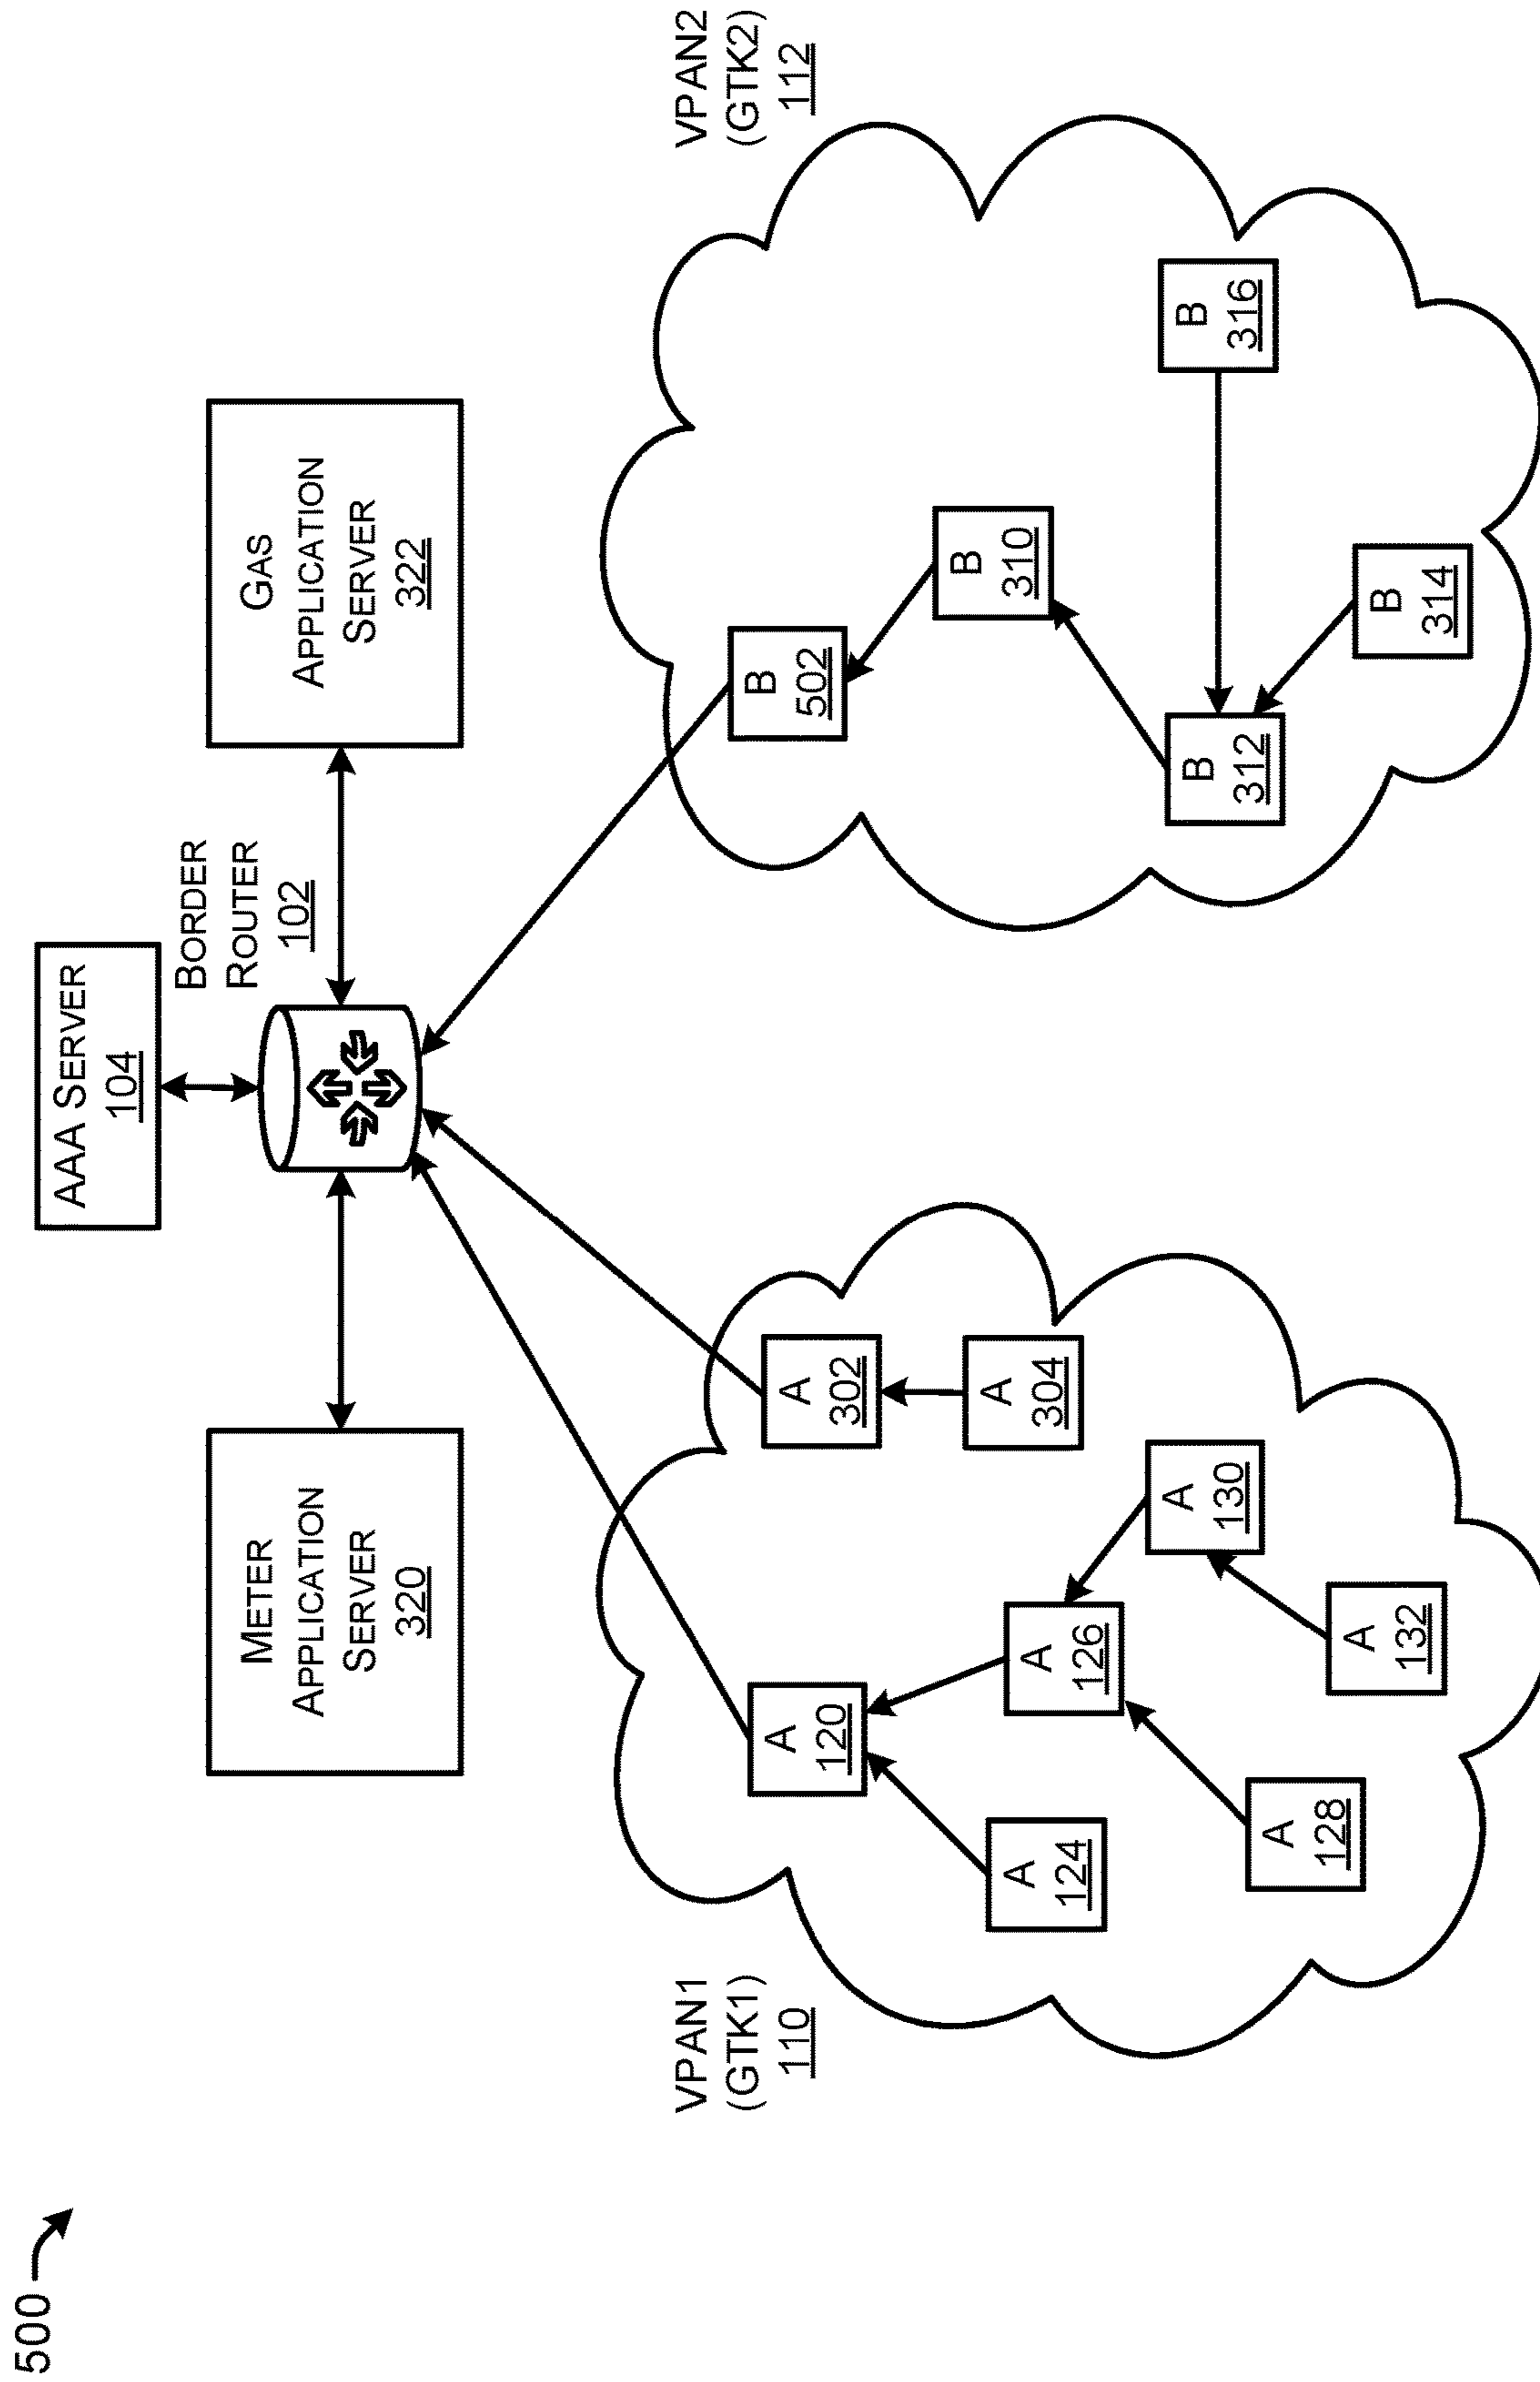 500
AAA SERVER
104
BORDER
ROUTER
102
METER
APPLICATION
SERVER
320
GAS
APPLICATION
SERVER
322
VPAN1
(GTK1)
110
A
120
A
124
A
126
A
128
A
130
A
132
A
302
A
304
VPAN2
(GTK2)
112
B
502
B
310
B
312
B
314
B
316